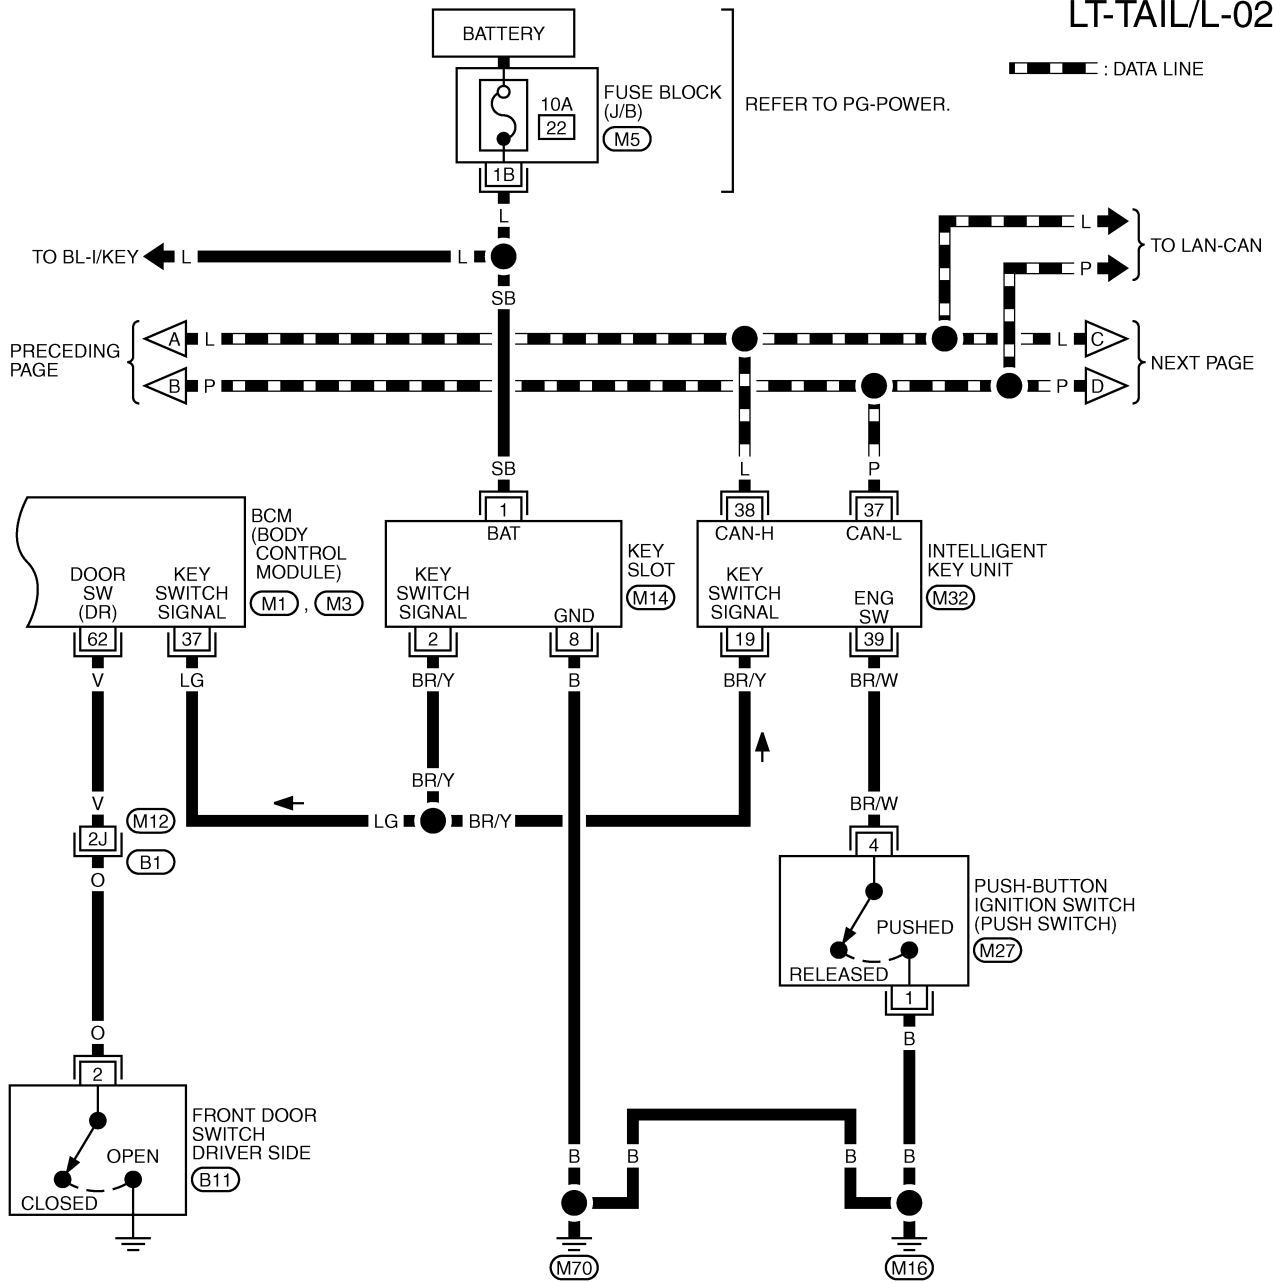 LT-TAIL/L-02
BATTERY
: DATA LINE
10A
22
FUSE BLOCK
(J/B)
M5
REFER TO PG-POWER.
1B
L
TO BL-I/KEY
L
L
SB
L
P
TO LAN-CAN
PRECEDING
PAGE
A
L
L
C
B
P
P
D
NEXT PAGE
SB
L
P
1
38
37
BAT
CAN-H
CAN-L
BCM
(BODY
CONTROL
MODULE)
M1 , M3
DOOR
SW
(DR)
KEY
SWITCH
SIGNAL
KEY
SWITCH
SIGNAL
GND
KEY
SLOT
M14
KEY
SWITCH
SIGNAL
ENG
SW
INTELLIGENT
KEY UNIT
M32
62
37
2
8
19
39
V
LG
BR/Y
B
BR/Y
BR/W
BR/Y
V
BR/W
M12
LG
BR/Y
2J
B1
4
O
PUSHED
RELEASED
PUSH-BUTTON
IGNITION SWITCH
(PUSH SWITCH)
M27
1
O
B
2
OPEN
CLOSED
FRONT DOOR
SWITCH
DRIVER SIDE
B11
B
B
B
B
M70
M16